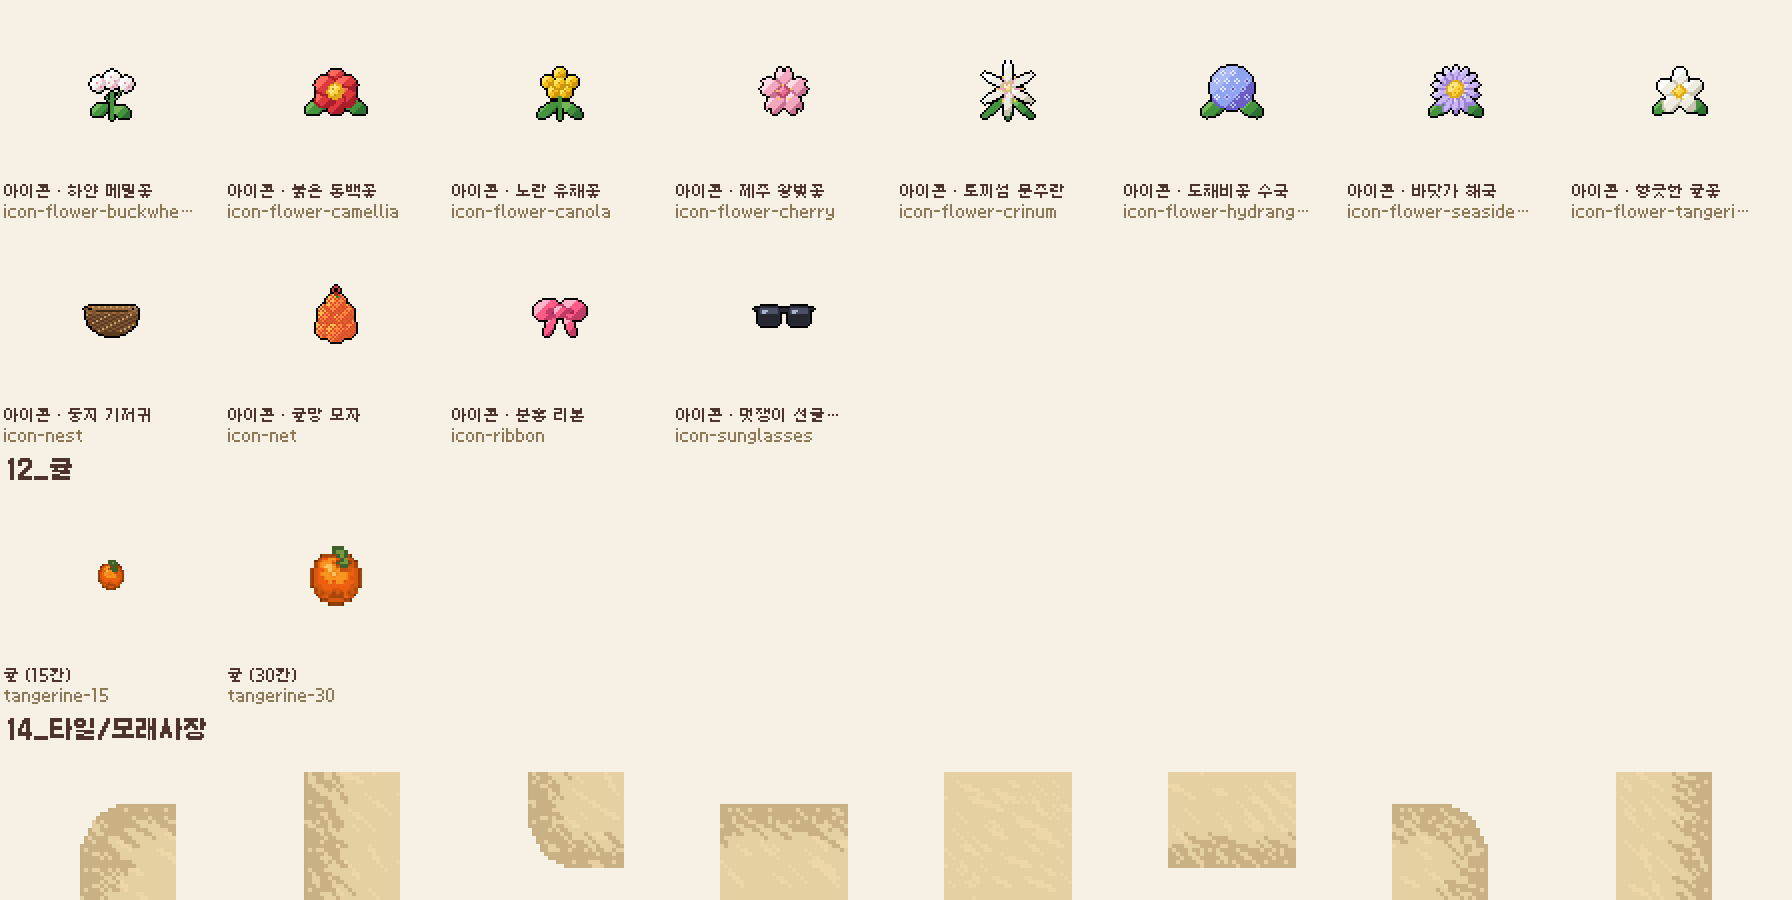 아이콘 · 하얀 메밀꽃
icon-flower-buckwhe…
아이콘 · 붉은 동백꽃
icon-flower-camellia
아이콘 · 노란 유채꽃
icon-flower-canola
아이콘 · 제주 왕벚꽃
icon-flower-cherry
아이콘 · 토끼섬 문주란
icon-flower-crinum
아이콘 · 도채비꽃 수국
icon-flower-hydrang…
아이콘 · 바닷가 해국
icon-flower-seaside…
아이콘 · 향긋한 귤꽃
icon-flower-tangeri…
아이콘 · 둥지 기저귀
icon-nest
아이콘 · 귤망 모자
icon-net
아이콘 · 분홍 리본
icon-ribbon
아이콘 · 멋쟁이 선글…
icon-sunglasses
12_귤
귤 (15칸)
tangerine-15
귤 (30칸)
tangerine-30
14_타일/모래사장